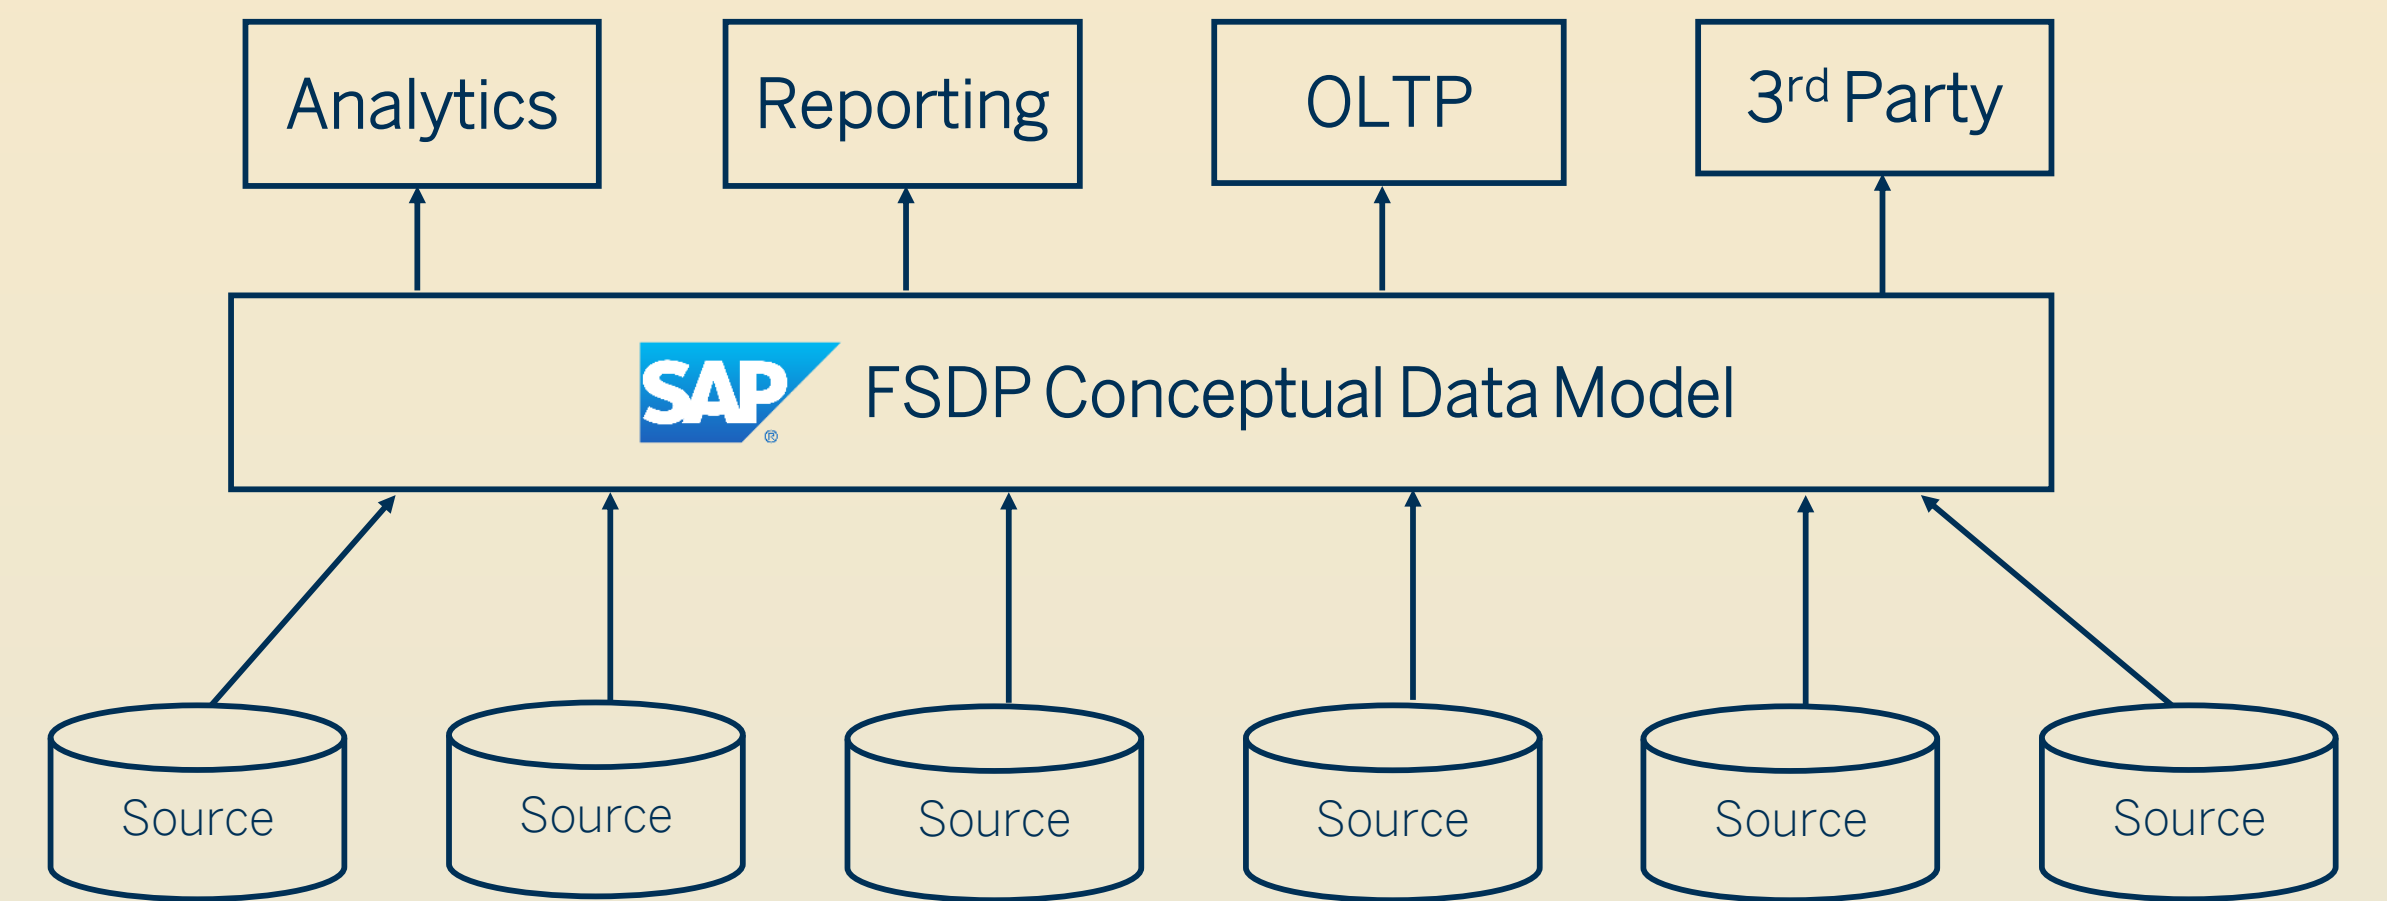 Analytics
Reporting
OLTP
3rd Party
SAP ®
FSDP Conceptual Data Model
Source
Source
Source
Source
Source
Source